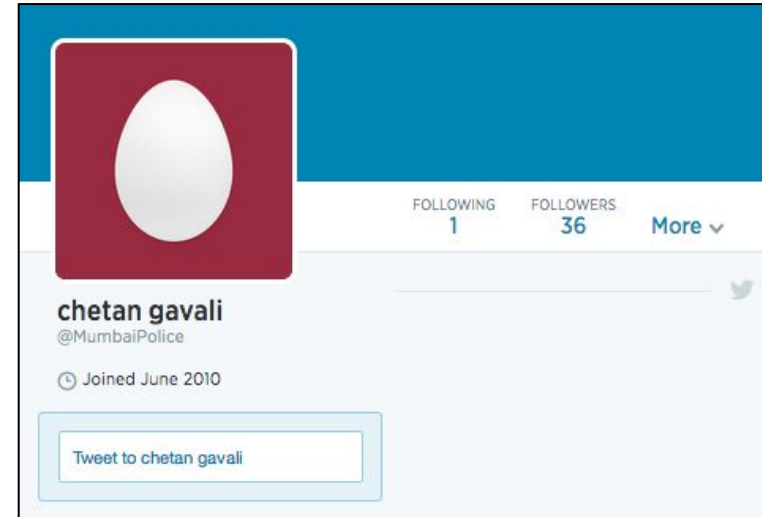 FOLLOWING FOLLOWERS
1 36 More
chetan gavali
@MumbaiPolice
Joined June 2010
Tweet to chetan gavali